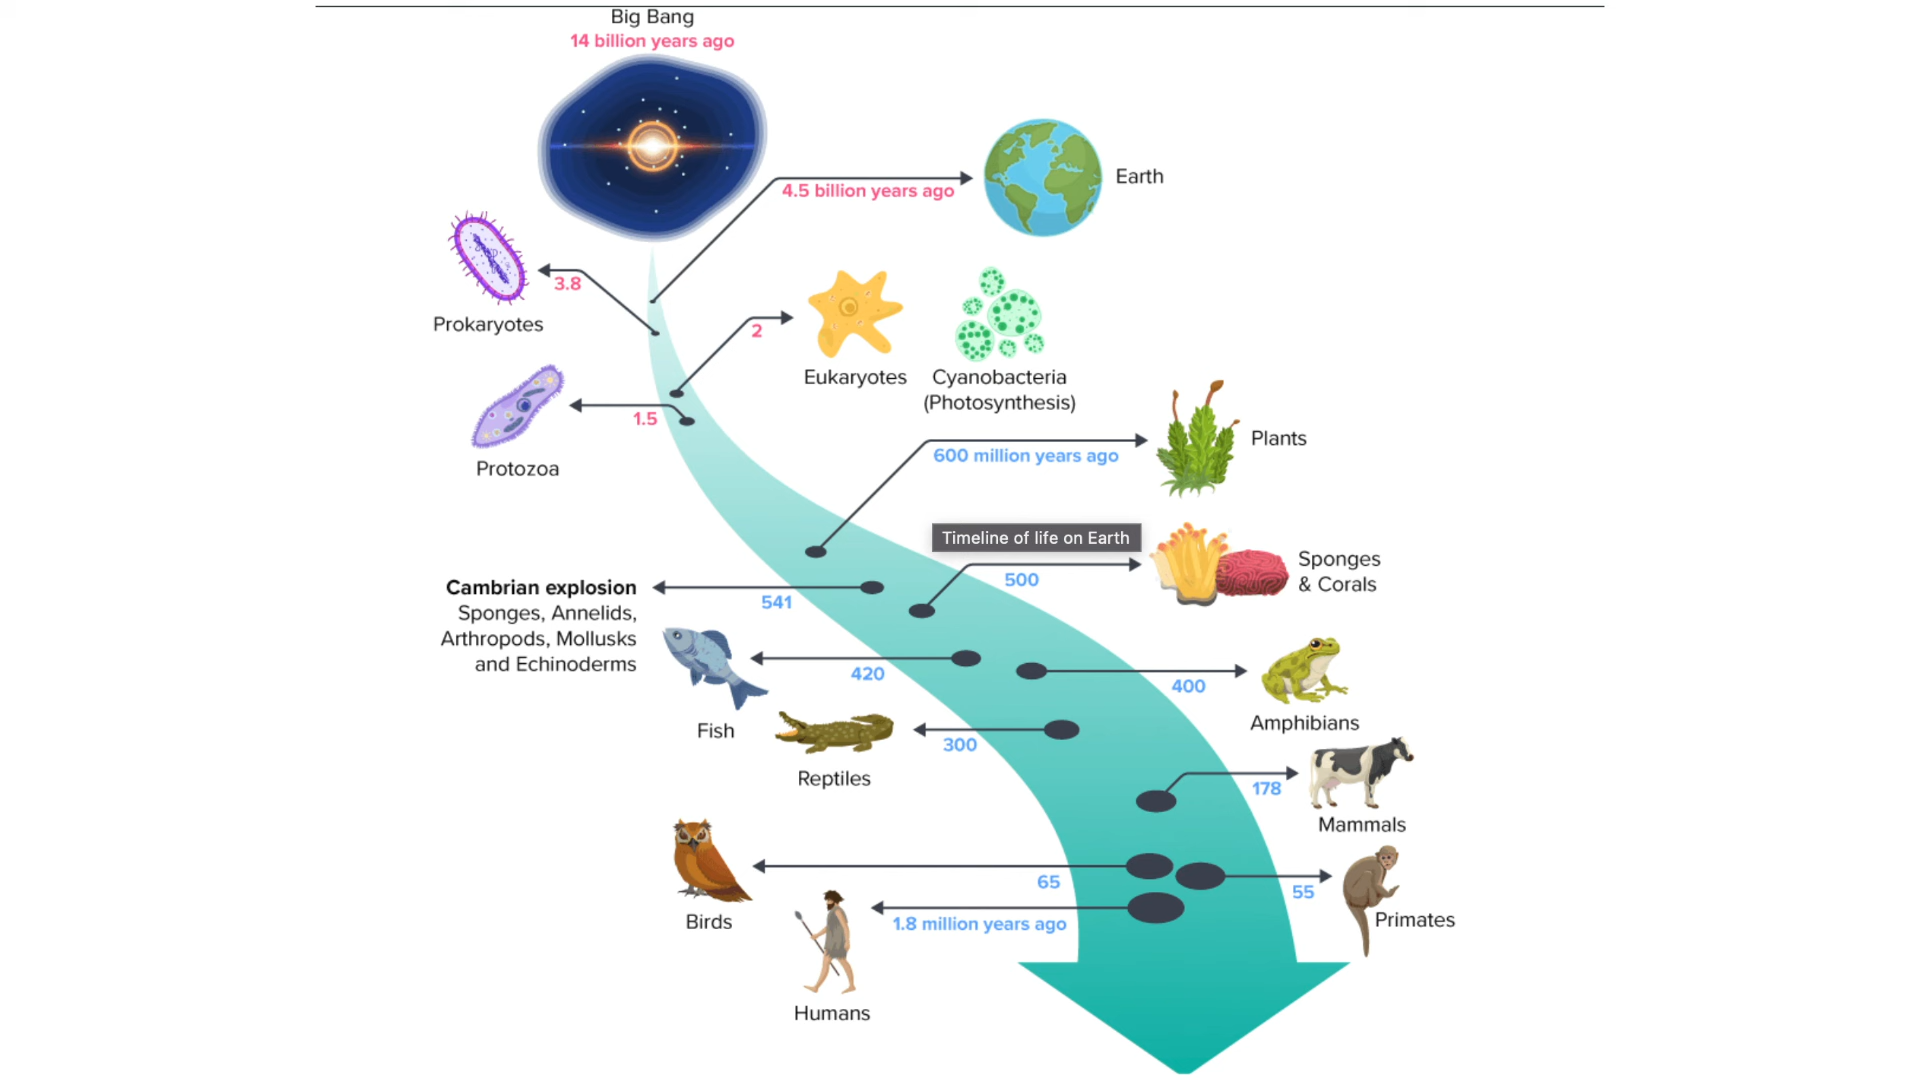 Big Bang
14 billion years ago
4.5 billion years ago
Earth
3.8
Prokaryotes
2
Eukaryotes
Cyanobacteria
(Photosynthesis)
1.5
Protozoa
600 million years ago
Plants
Timeline of life on Earth
500
Sponges
& Corals
Cambrian explosion
Sponges, Annelids,
Arthropods, Mollusks
and Echinoderms
541
420
Fish
400
Amphibians
300
Reptiles
178
Mammals
65
Birds
55
Primates
1.8 million years ago
Humans